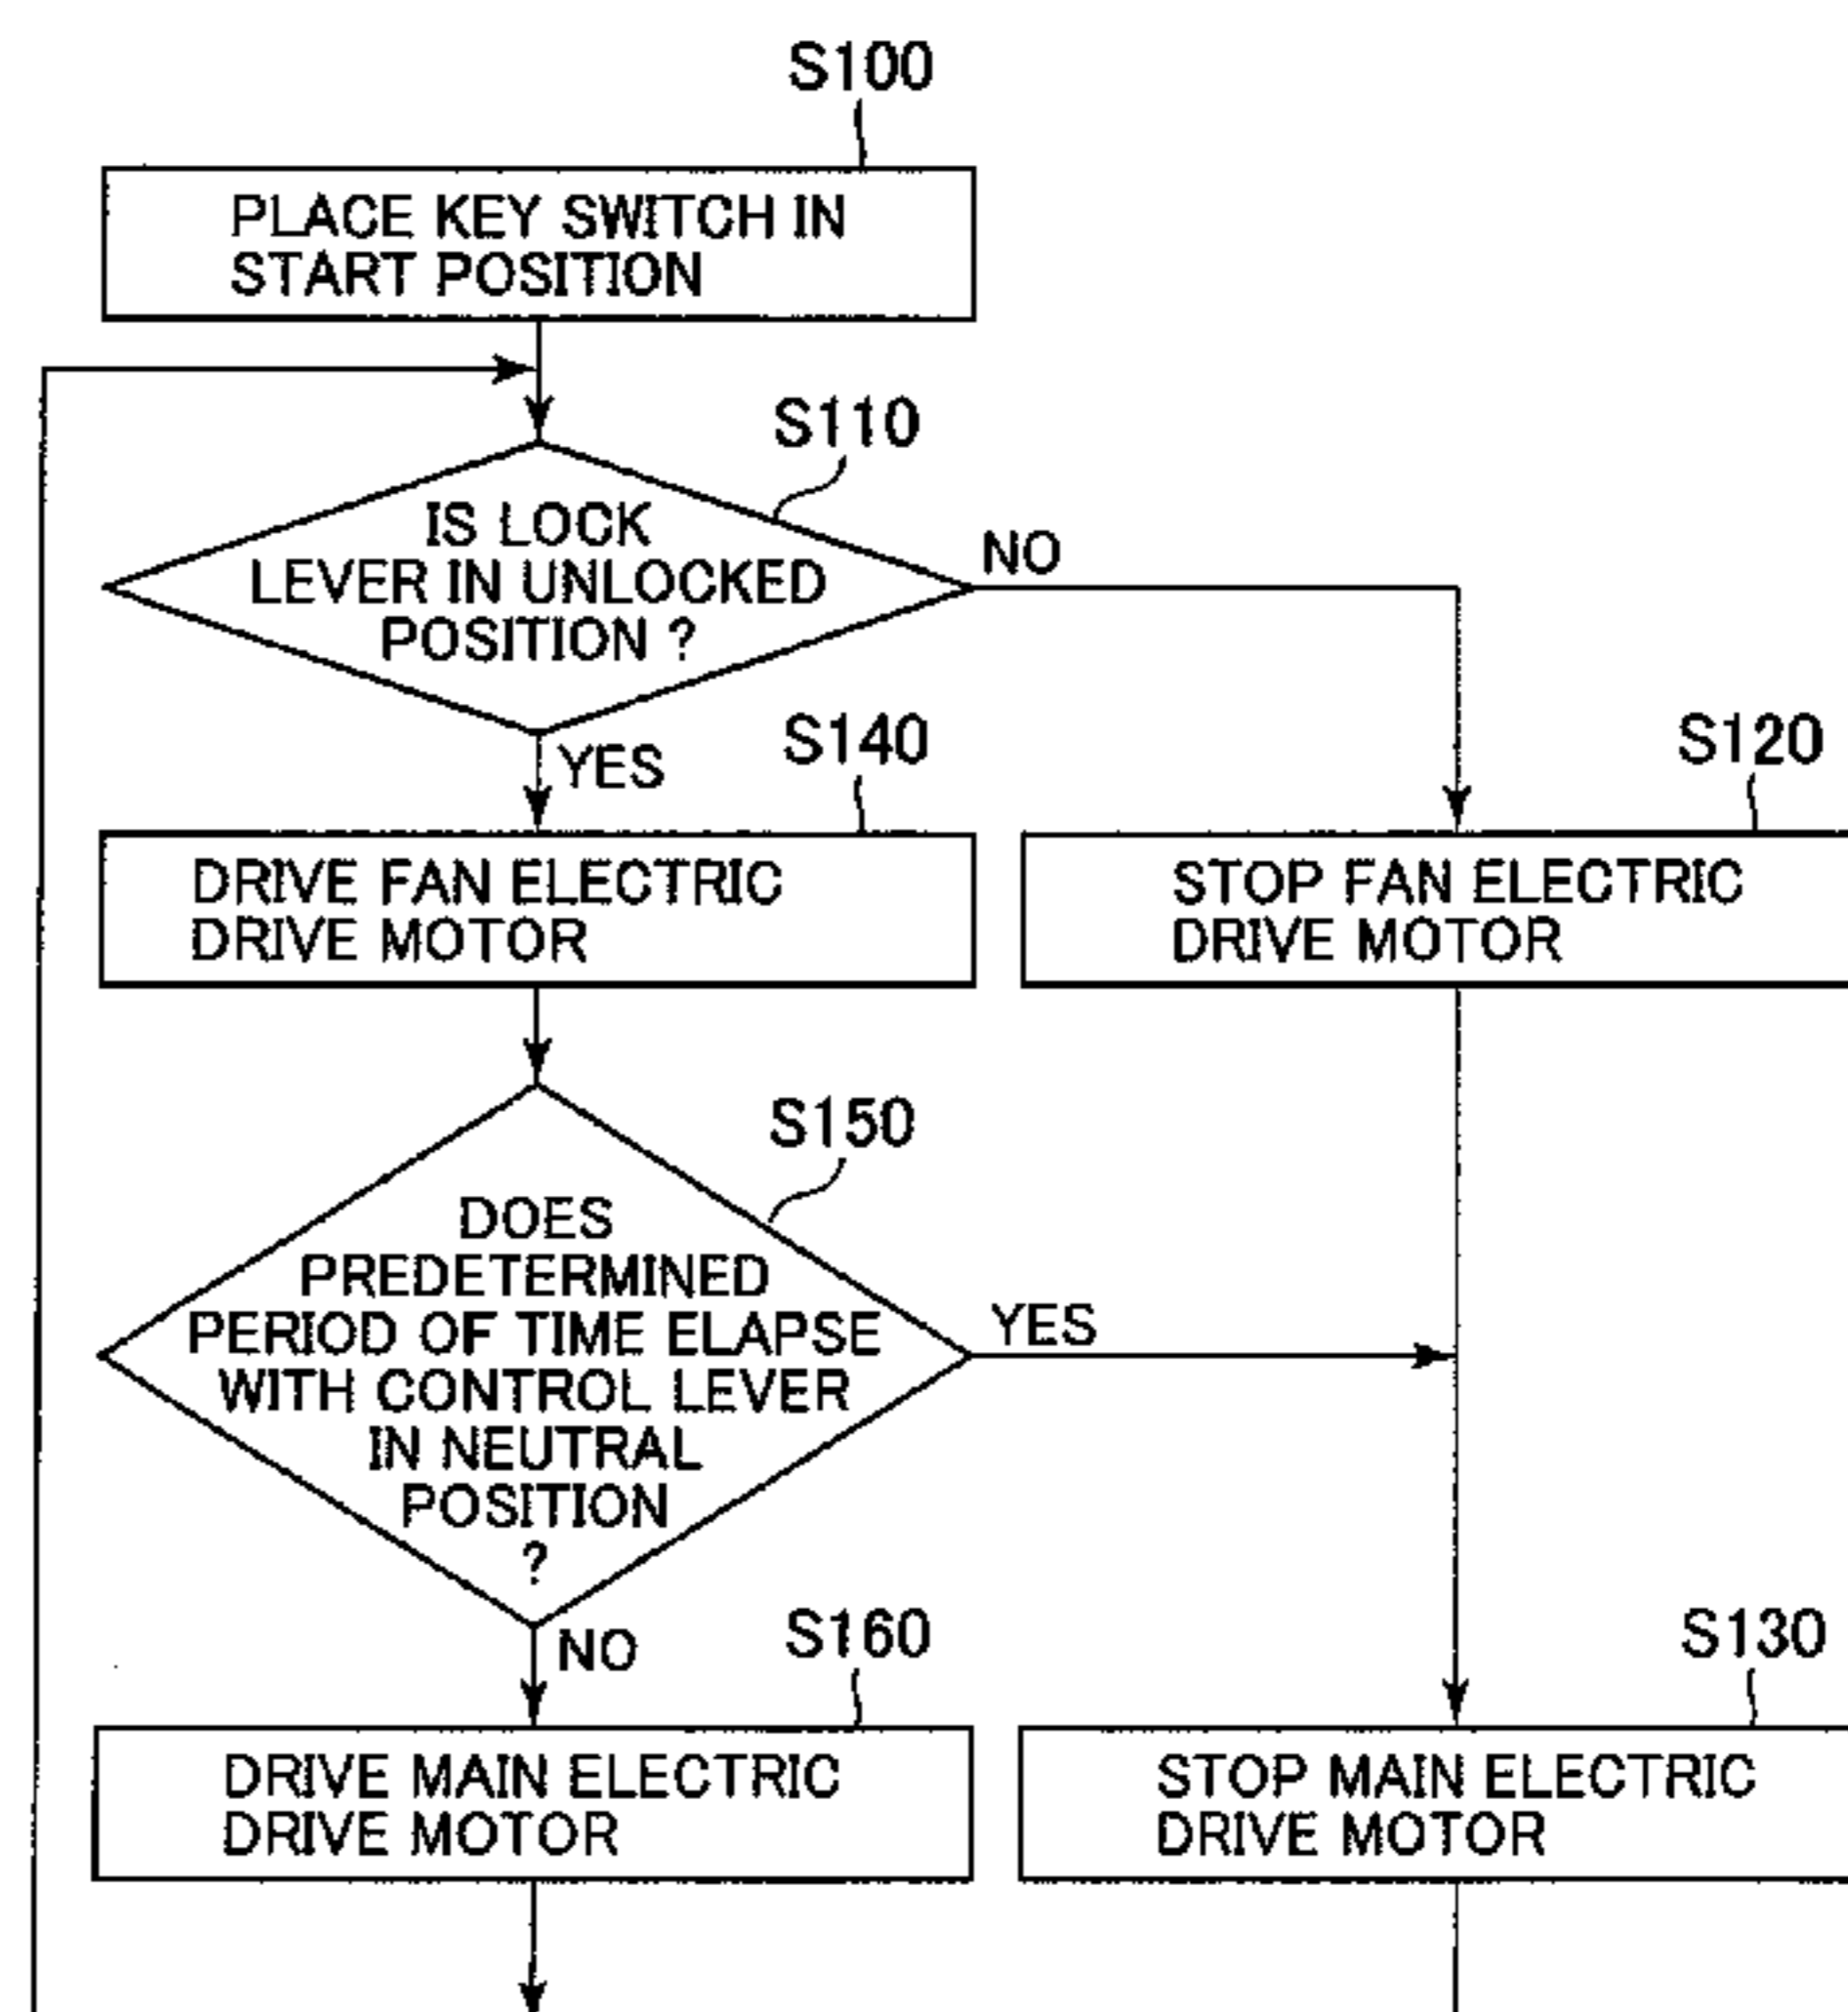 S100
PLACE KEY SWITCH IN
START POSITION
S110
IS LOCK
LEVER IN UNLOCKED
POSITION ?
NO
YES
S140
S120
DRIVE FAN ELECTRIC
DRIVE MOTOR
STOP FAN ELECTRIC
DRIVE MOTOR
S150
DOES
PREDETERMINED
PERIOD OF TIME ELAPSE
WITH CONTROL LEVER
IN NEUTRAL
POSITION
?
YES
NO
S160
S130
DRIVE MAIN ELECTRIC
DRIVE MOTOR
STOP MAIN ELECTRIC
DRIVE MOTOR